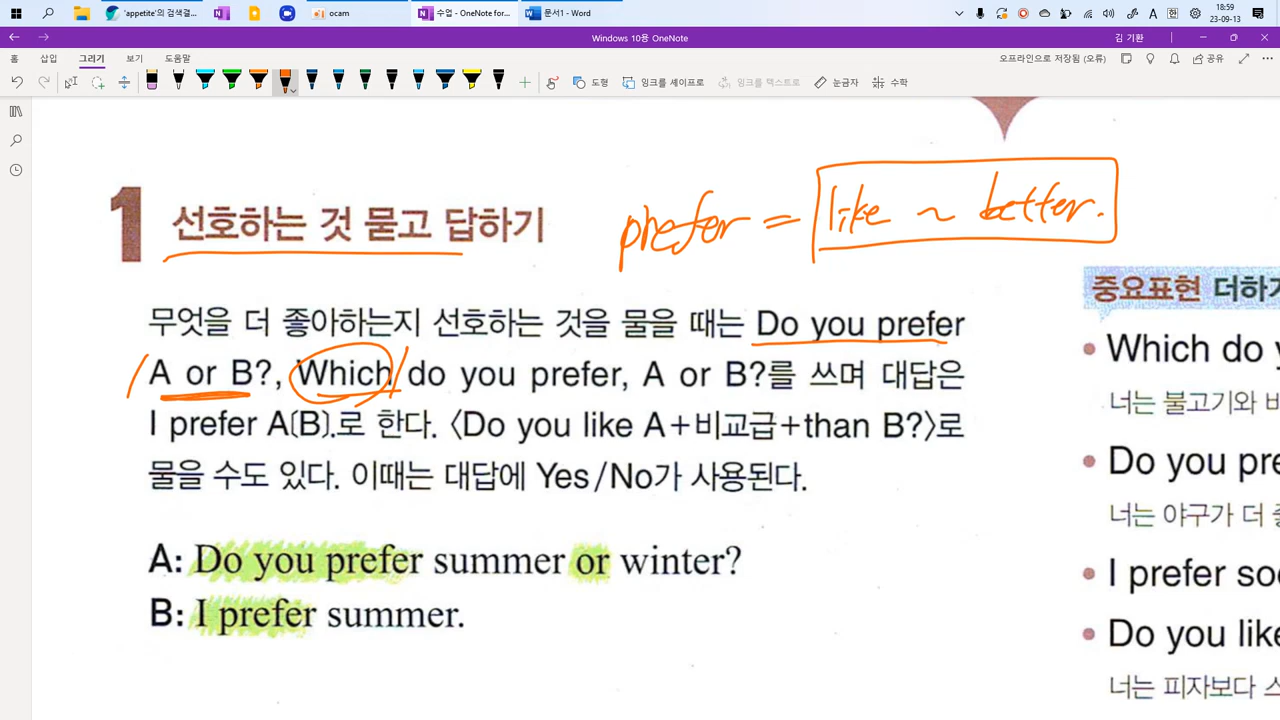 'appetite'의 검색결...
ocam
수업 - OneNote for...
문서1 - Word
18:59
23-09-13
Windows 10용 OneNote
김 기환
홈 삽입 그리기 보기 도움말
오프라인으로 저장됨 (오류)
공유
도형
잉크를 셰이프로
잉크를 텍스트로
눈금자
수학
1 선호하는 것 묻고 답하기
prefer = like ~ better.
무엇을 더 좋아하는지 선호하는 것을 물을 때는 Do you prefer
A or B?, Which do you prefer, A or B?를 쓰며 대답은
I prefer A(B).로 한다. 〈Do you like A+비교급+than B?〉로
물을 수도 있다. 이때는 대답에 Yes/No가 사용된다.
A: Do you prefer summer or winter?
B: I prefer summer.
중요표현 더하
• Which do y
너는 불고기와 비
• Do you pre
너는 야구가 더
• I prefer so
• Do you lik
너는 피자보다 스